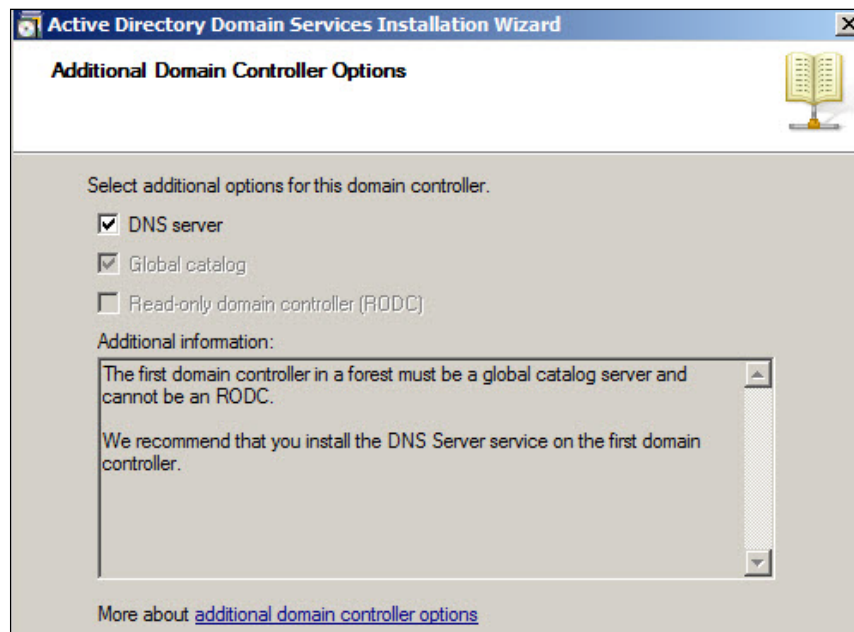 Active Directory Domain Services Installation Wizard
Additional Domain Controller Options
Select additional options for this domain controller.
DNS server
Global catalog
Read-only domain controller (RODC)
Additional information:
The first domain controller in a forest must be a global catalog server and
cannot be an RODC.
We recommend that you install the DNS Server service on the first domain
controller.
More about additional domain controller options